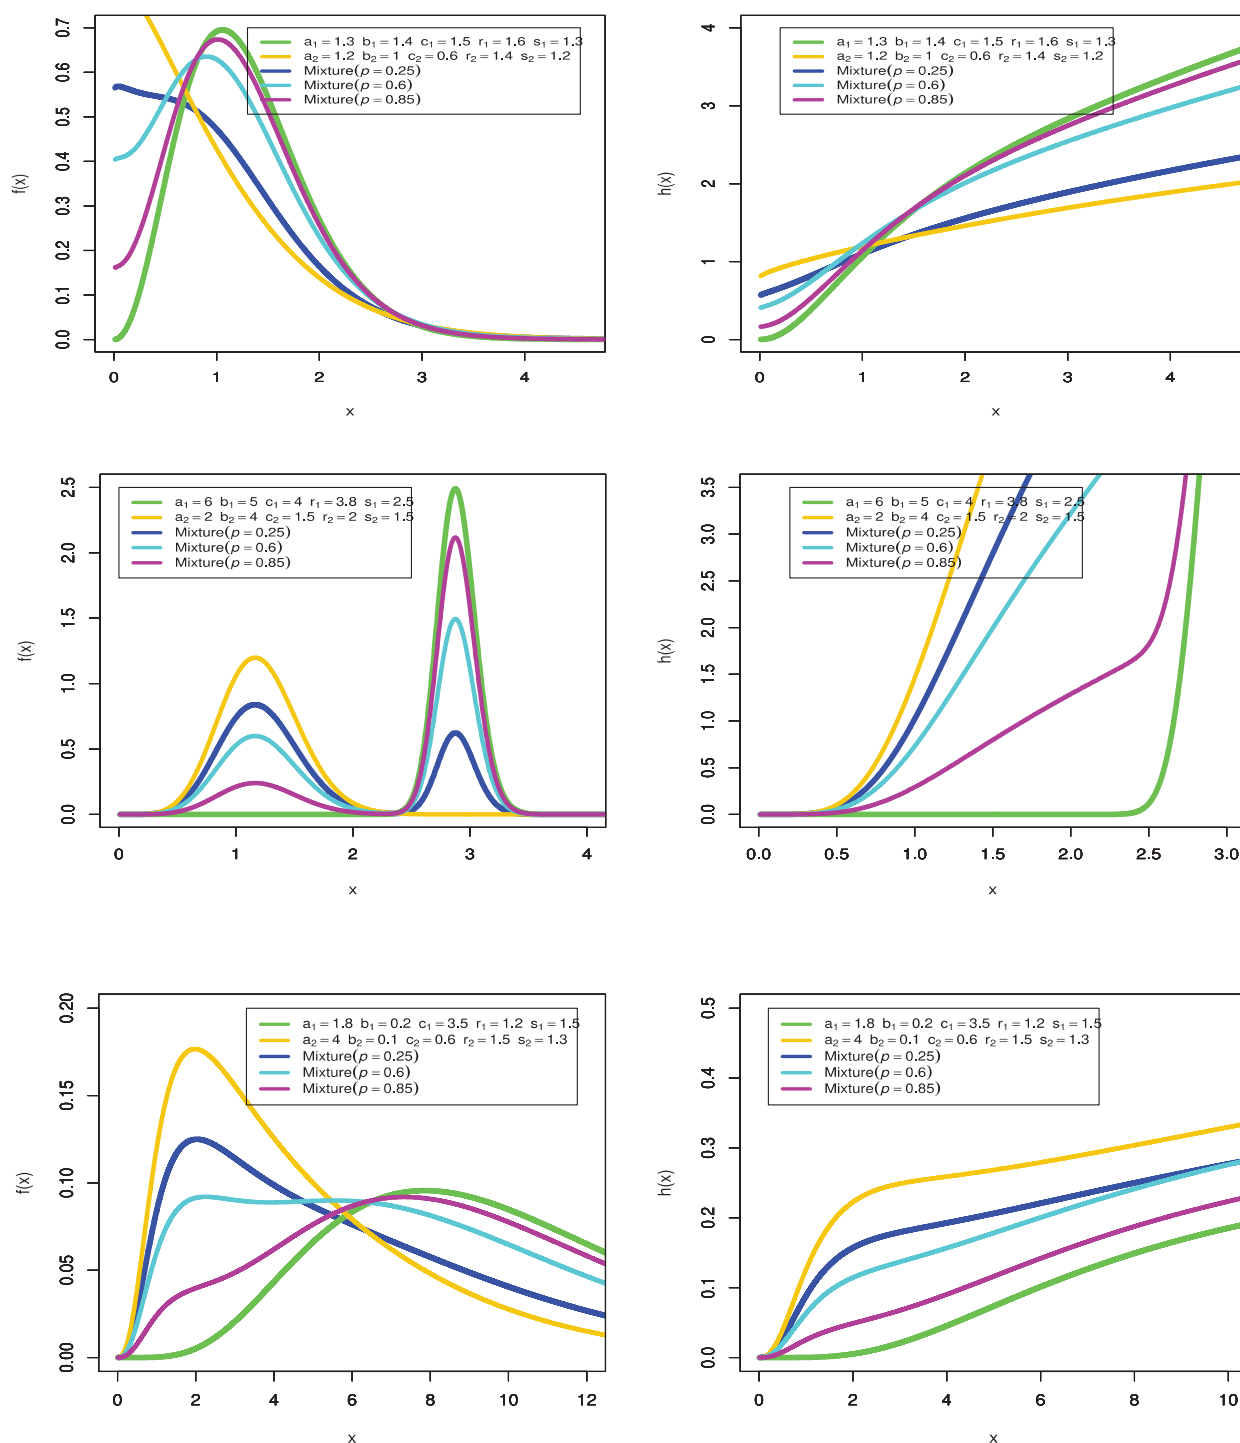 a₁ = 1.3 b₁ = 1.4 c₁ = 1.5 r₁ = 1.6 s₁ = 1.3
a₂ = 1.2 b₂ = 1 c₂ = 0.6 r₂ = 1.4 s₂ = 1.2
Mixture(p = 0.25)
Mixture(p = 0.6)
Mixture(p = 0.85)
f(x)
0.0 0.1 0.2 0.3 0.4 0.5 0.6 0.7
0 1 2 3 4
x
a₁ = 1.3 b₁ = 1.4 c₁ = 1.5 r₁ = 1.6 s₁ = 1.3
a₂ = 1.2 b₂ = 1 c₂ = 0.6 r₂ = 1.4 s₂ = 1.2
Mixture(p = 0.25)
Mixture(p = 0.6)
Mixture(p = 0.85)
h(x)
0 1 2 3 4
0 1 2 3 4
x
a₁ = 6 b₁ = 5 c₁ = 4 r₁ = 3.8 s₁ = 2.5
a₂ = 2 b₂ = 4 c₂ = 1.5 r₂ = 2 s₂ = 1.5
Mixture(p = 0.25)
Mixture(p = 0.6)
Mixture(p = 0.85)
f(x)
0.0 0.5 1.0 1.5 2.0 2.5
0 1 2 3 4
x
a₁ = 6 b₁ = 5 c₁ = 4 r₁ = 3.8 s₁ = 2.5
a₂ = 2 b₂ = 4 c₂ = 1.5 r₂ = 2 s₂ = 1.5
Mixture(p = 0.25)
Mixture(p = 0.6)
Mixture(p = 0.85)
h(x)
0.0 0.5 1.0 1.5 2.0 2.5 3.0 3.5
0.0 0.5 1.0 1.5 2.0 2.5 3.0
x
a₁ = 1.8 b₁ = 0.2 c₁ = 3.5 r₁ = 1.2 s₁ = 1.5
a₂ = 4 b₂ = 0.1 c₂ = 0.6 r₂ = 1.5 s₂ = 1.3
Mixture(p = 0.25)
Mixture(p = 0.6)
Mixture(p = 0.85)
f(x)
0.00 0.05 0.10 0.15 0.20
0 2 4 6 8 10 12
x
a₁ = 1.8 b₁ = 0.2 c₁ = 3.5 r₁ = 1.2 s₁ = 1.5
a₂ = 4 b₂ = 0.1 c₂ = 0.6 r₂ = 1.5 s₂ = 1.3
Mixture(p = 0.25)
Mixture(p = 0.6)
Mixture(p = 0.85)
h(x)
0.0 0.1 0.2 0.3 0.4 0.5
0 2 4 6 8 10
x